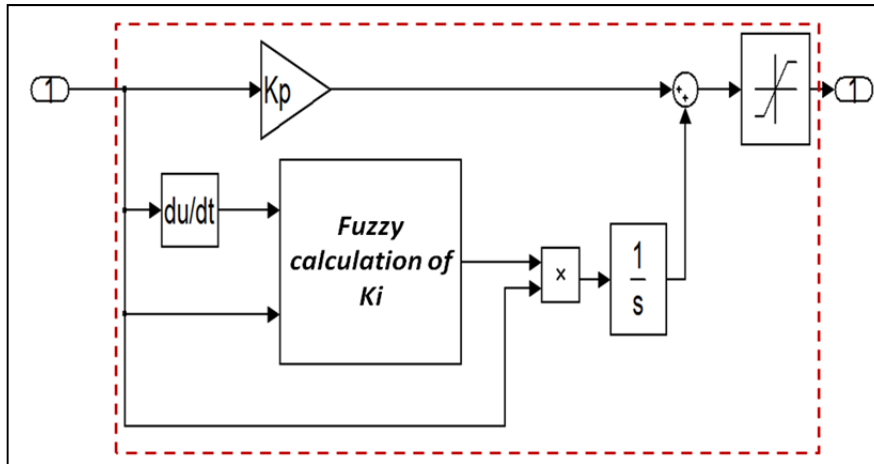 1
Kp
++
1
du/dt
Fuzzy
calculation of
Ki
×
1
s